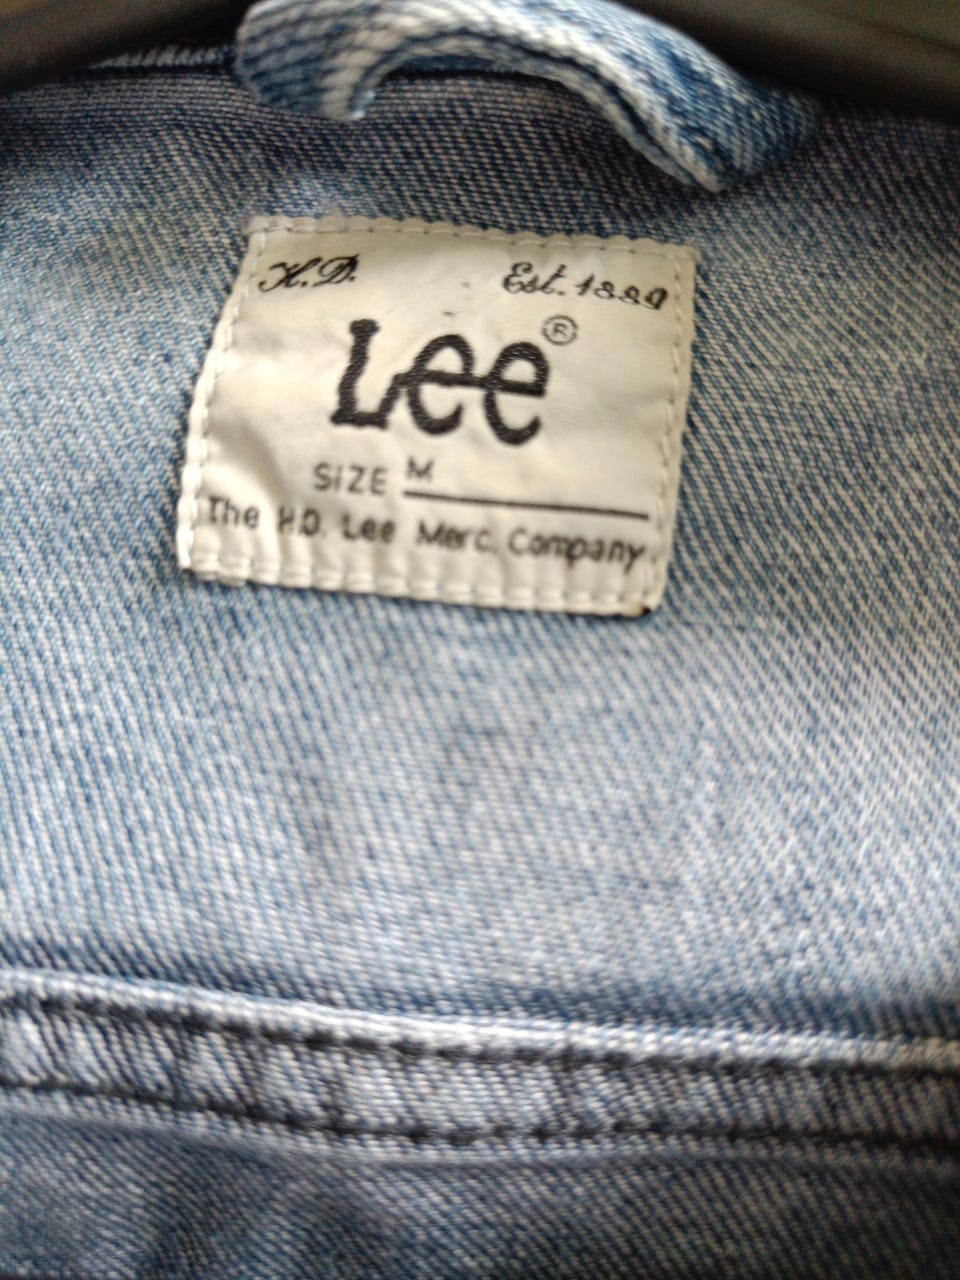 H.D. Est. 1889
Lee®
SIZE M
The H.D. Lee Merc. Company